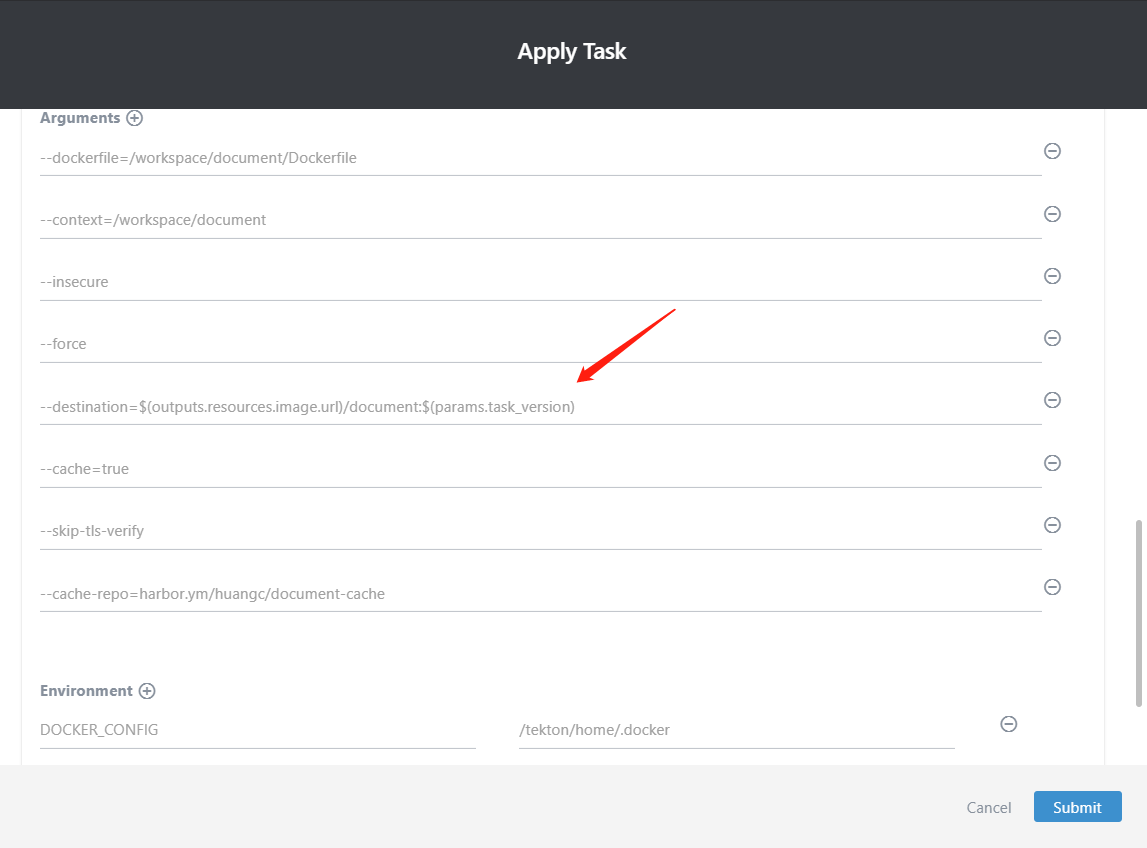 Apply Task
Arguments
--dockerfile=/workspace/document/Dockerfile
--context=/workspace/document
--insecure
--force
--destination=$(outputs.resources.image.url)/document:$(params.task_version)
--cache=true
--skip-tls-verify
--cache-repo=harbor.ym/huangc/document-cache
Environment
DOCKER_CONFIG /tekton/home/.docker
Cancel Submit